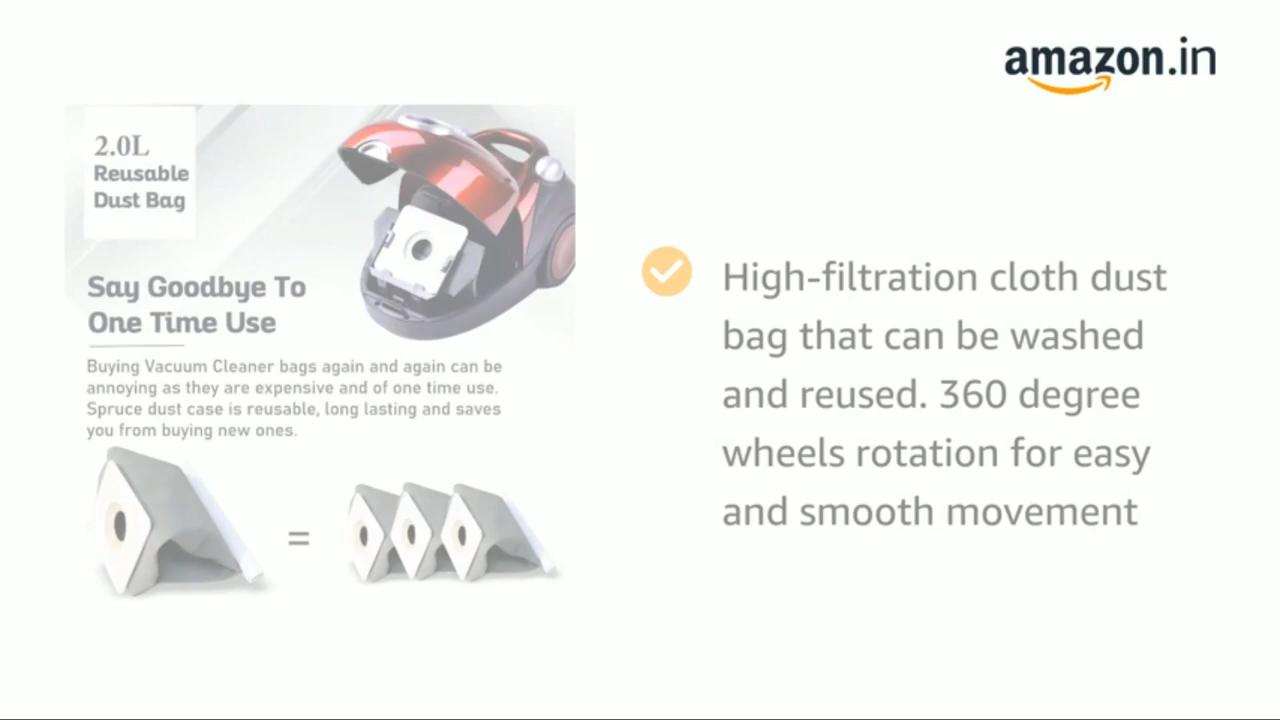 amazon.in
2.0L
Reusable
Dust Bag
Say Goodbye To
One Time Use
Buying Vacuum Cleaner bags again and again can be
annoying as they are expensive and of one time use.
Spruce dust case is reusable, long lasting and saves
you from buying new ones.
=
High-filtration cloth dust
bag that can be washed
and reused. 360 degree
wheels rotation for easy
and smooth movement